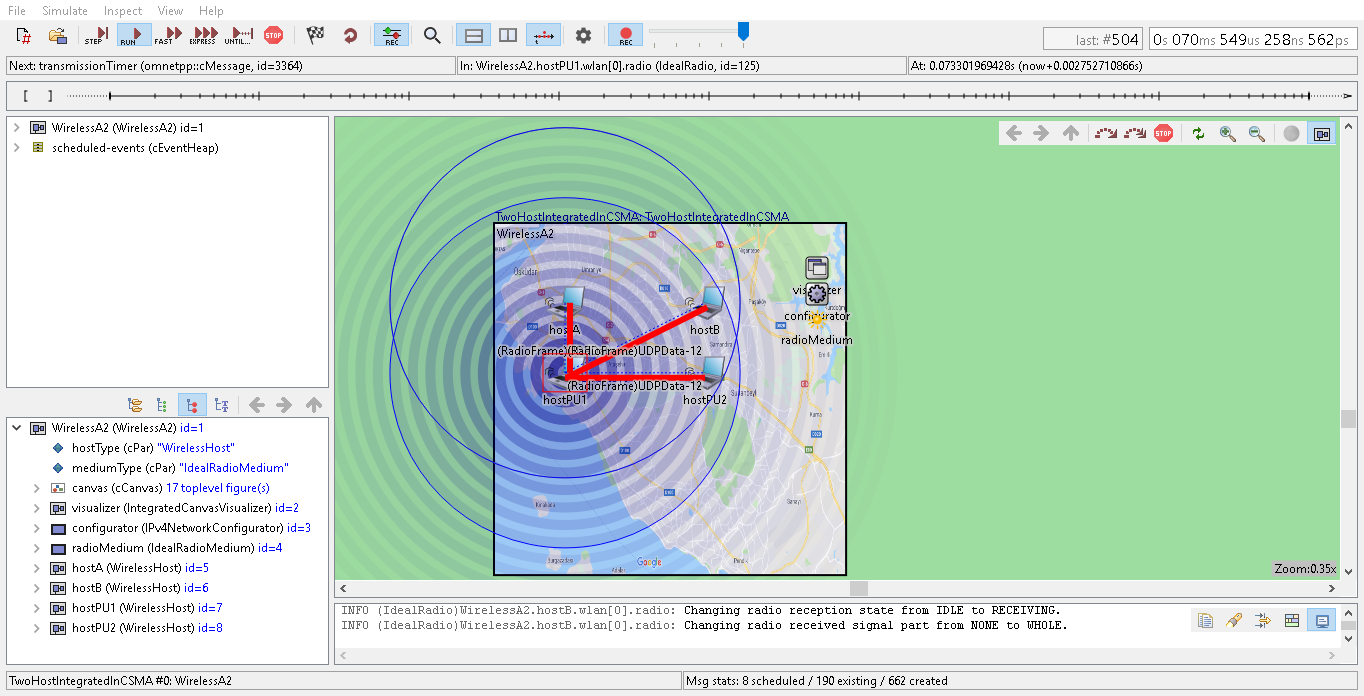 File Simulate Inspect View Help
STEP RUN FAST EXPRESS UNTIL... STOP REC REC
last: #504 0s 070ms 549us 258ns 562ps
Next: transmissionTimer (omnetpp::cMessage, id=3364) In: WirelessA2.hostPU1.wlan[0].radio (IdealRadio, id=125) At: 0.073301969428s (now+0.002752710866s)
[ ]
WirelessA2 (WirelessA2) id=1
scheduled-events (cEventHeap)
STOP
TwoHostIntegratedInCSMA: TwoHostIntegratedInCSMA
WirelessA2
Üsküdar
Ümraniye
visualizer
configurator
Paşaköy
hostA hostB
radioMedium
(RadioFrame)(RadioFrame)UDPData-12
(RadioFrame)UDPData-12
hostPU1 hostPU2
Sultanbeyli
Google
Pendik
Adalar
Zoom:0.35x
WirelessA2 (WirelessA2) id=1
hostType (cPar) "WirelessHost"
mediumType (cPar) "IdealRadioMedium"
canvas (cCanvas) 17 toplevel figure(s)
visualizer (IntegratedCanvasVisualizer) id=2
configurator (IPv4NetworkConfigurator) id=3
radioMedium (IdealRadioMedium) id=4
hostA (WirelessHost) id=5
hostB (WirelessHost) id=6
hostPU1 (WirelessHost) id=7
hostPU2 (WirelessHost) id=8
INFO (IdealRadio)WirelessA2.hostB.wlan[0].radio: Changing radio reception state from IDLE to RECEIVING.
INFO (IdealRadio)WirelessA2.hostB.wlan[0].radio: Changing radio received signal part from NONE to WHOLE.
TwoHostIntegratedInCSMA #0: WirelessA2 Msg stats: 8 scheduled / 190 existing / 662 created